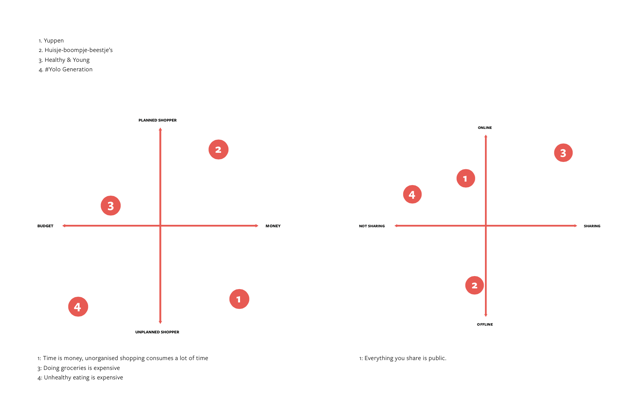 1. Yuppen
2. Huisje-boompje-beestje's
3. Healthy & Young
4. #Yolo Generation
PLANNED SHOPPER
2
3
BUDGET
MONEY
1
4
UNPLANNED SHOPPER
1: Time is money, unorganised shopping consumes a lot of time
3: Doing groceries is expensive
4: Unhealthy eating is expensive
ONLINE
3
1
4
NOT SHARING
SHARING
2
OFFLINE
1: Everything you share is public.